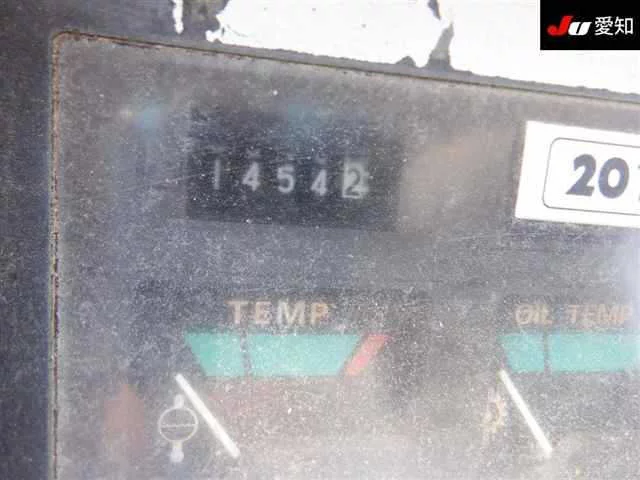 JU 愛知
14542
20
TEMP
OIL TEMP